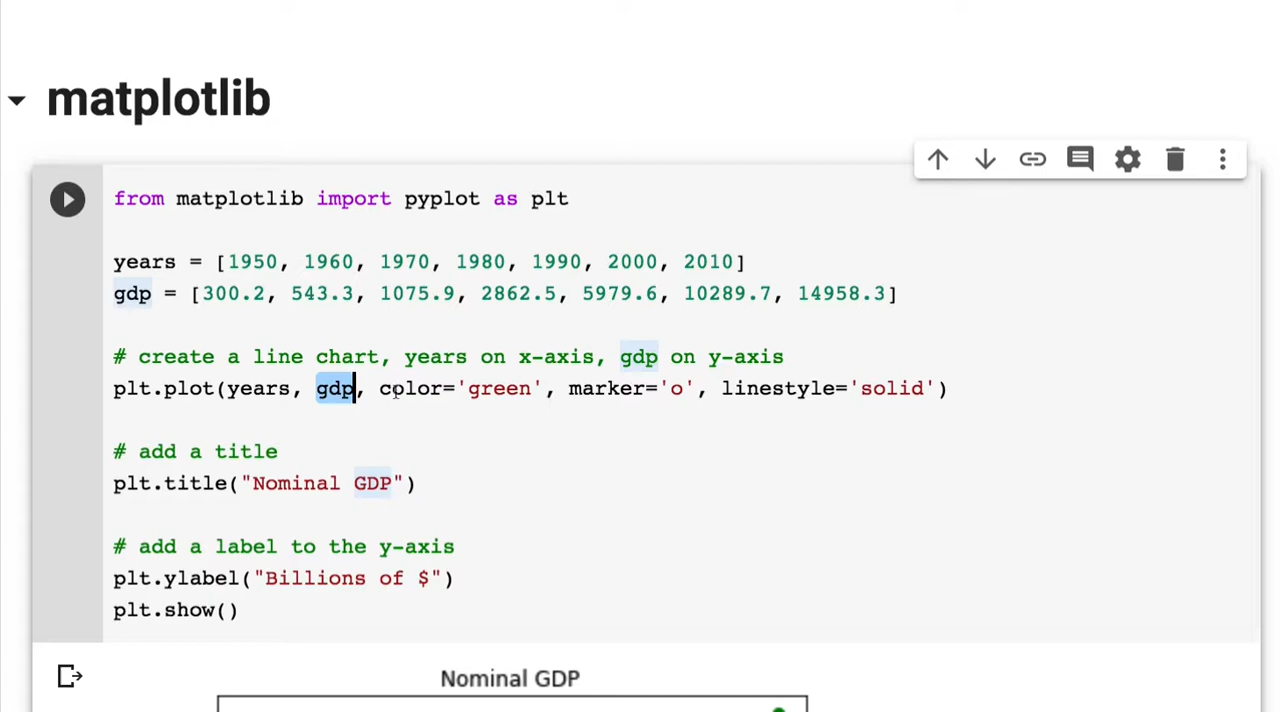 matplotlib
from matplotlib import pyplot as plt
years = [1950, 1960, 1970, 1980, 1990, 2000, 2010]
gdp = [300.2, 543.3, 1075.9, 2862.5, 5979.6, 10289.7, 14958.3]
# create a line chart, years on x-axis, gdp on y-axis
plt.plot(years, gdp, color='green', marker='o', linestyle='solid')
# add a title
plt.title("Nominal GDP")
# add a label to the y-axis
plt.ylabel("Billions of $")
plt.show()
Nominal GDP